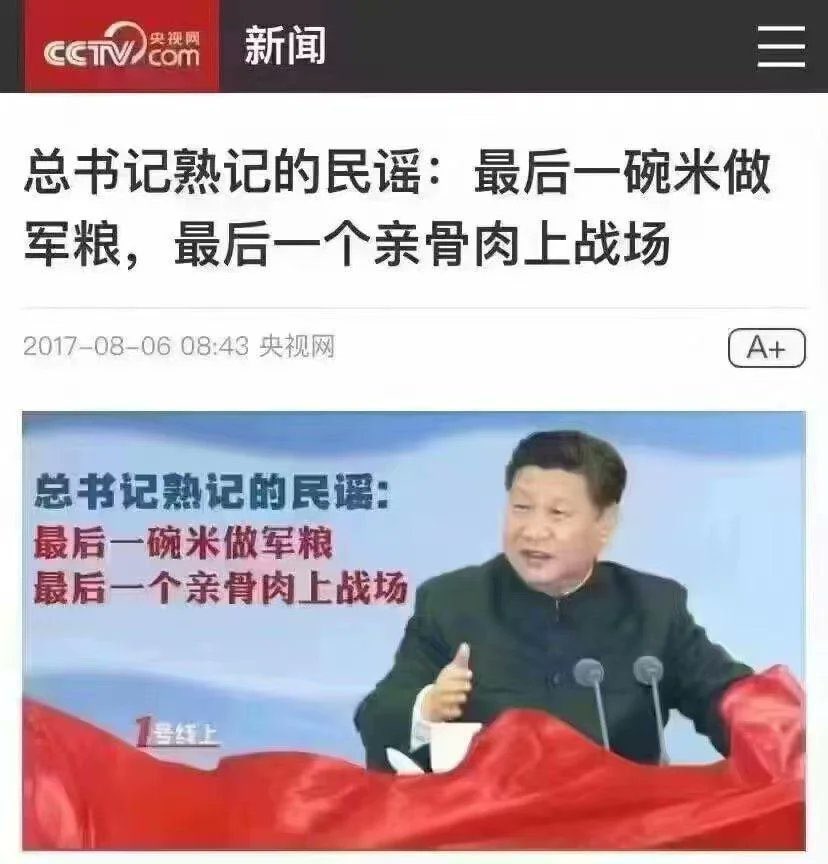 CCTV 央视网 com 新闻
总书记熟记的民谣：最后一碗米做
军粮，最后一个亲骨肉上战场
2017-08-06 08:43 央视网
A+
总书记熟记的民谣：
最后一碗米做军粮
最后一个亲骨肉上战场
1号线上